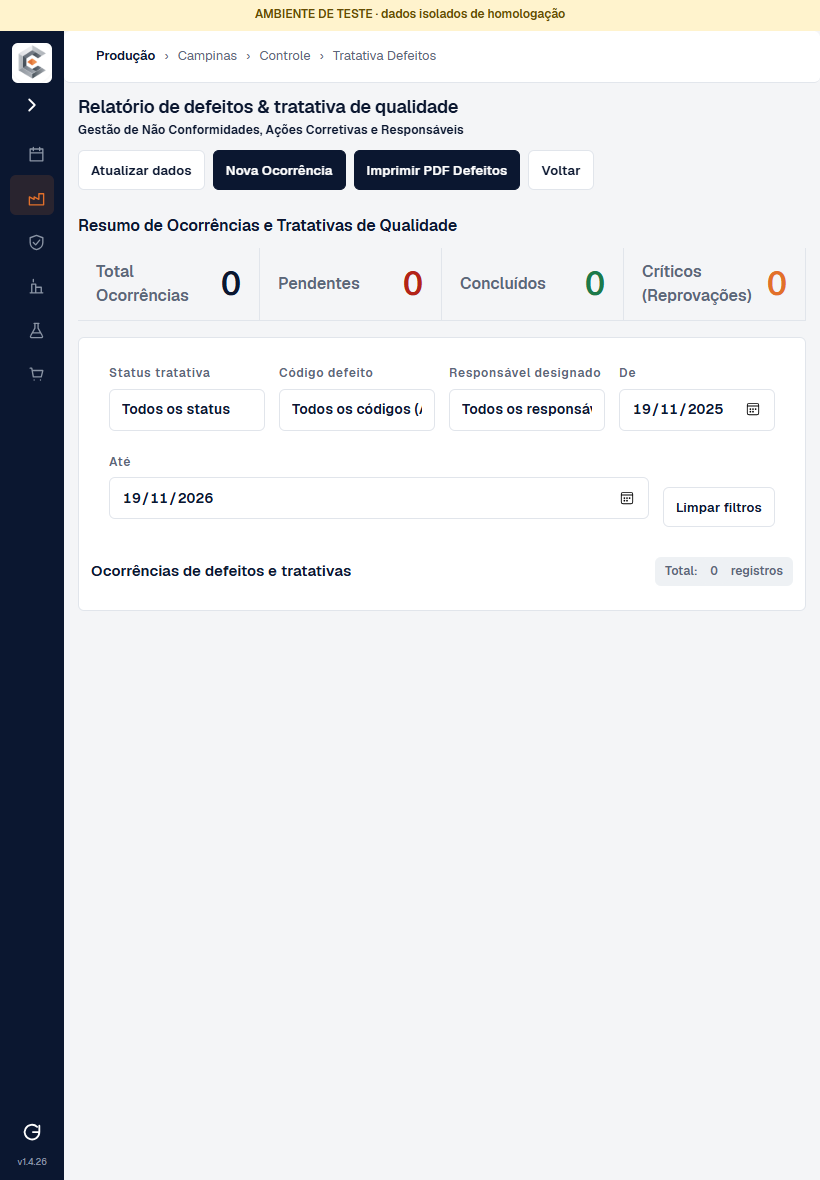 AMBIENTE DE TESTE · dados isolados de homologação
Produção › Campinas › Controle › Tratativa Defeitos
Relatório de defeitos & tratativa de qualidade
Gestão de Não Conformidades, Ações Corretivas e Responsáveis
Atualizar dados Nova Ocorrência Imprimir PDF Defeitos Voltar
Resumo de Ocorrências e Tratativas de Qualidade
Total Ocorrências 0
Pendentes 0
Concluídos 0
Críticos (Reprovações) 0
Status tratativa Código defeito Responsável designado De
Todos os status Todos os códigos (A Todos os responsáv 19/11/2025
Até
19/11/2026 Limpar filtros
Ocorrências de defeitos e tratativas Total: 0 registros
v1.4.26